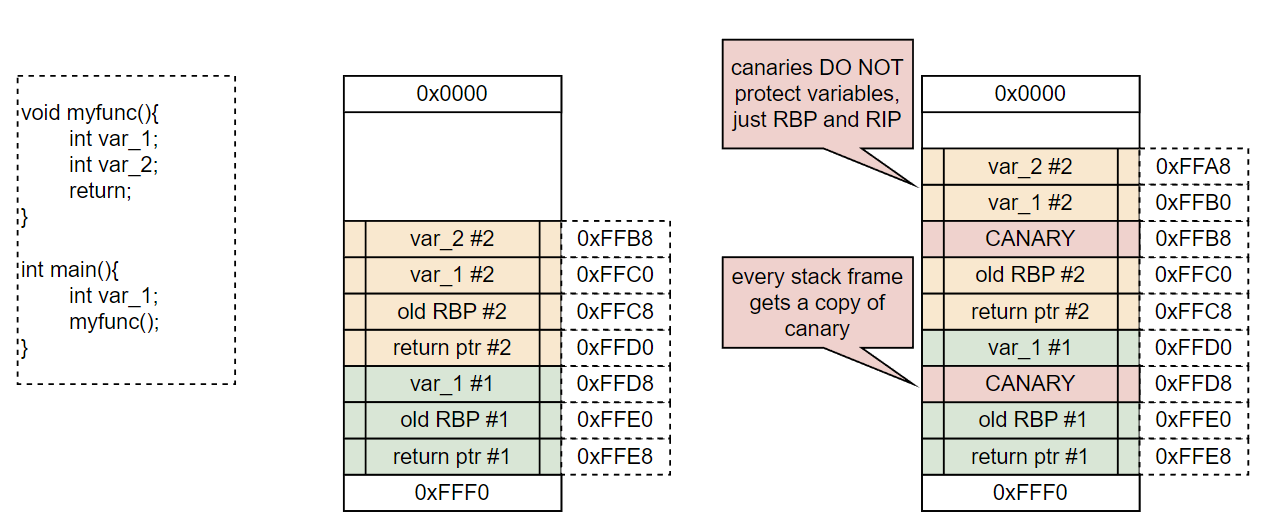 void myfunc(){
int var_1;
int var_2;
return;
}
int main(){
int var_1;
myfunc();
}
0x0000
var_2 #2 0xFFB8
var_1 #2 0xFFC0
old RBP #2 0xFFC8
return ptr #2 0xFFD0
var_1 #1 0xFFD8
old RBP #1 0xFFE0
return ptr #1 0xFFE8
0xFFF0
canaries DO NOT
protect variables,
just RBP and RIP
every stack frame
gets a copy of
canary
0x0000
var_2 #2 0xFFA8
var_1 #2 0xFFB0
CANARY 0xFFB8
old RBP #2 0xFFC0
return ptr #2 0xFFC8
var_1 #1 0xFFD0
CANARY 0xFFD8
old RBP #1 0xFFE0
return ptr #1 0xFFE8
0xFFF0